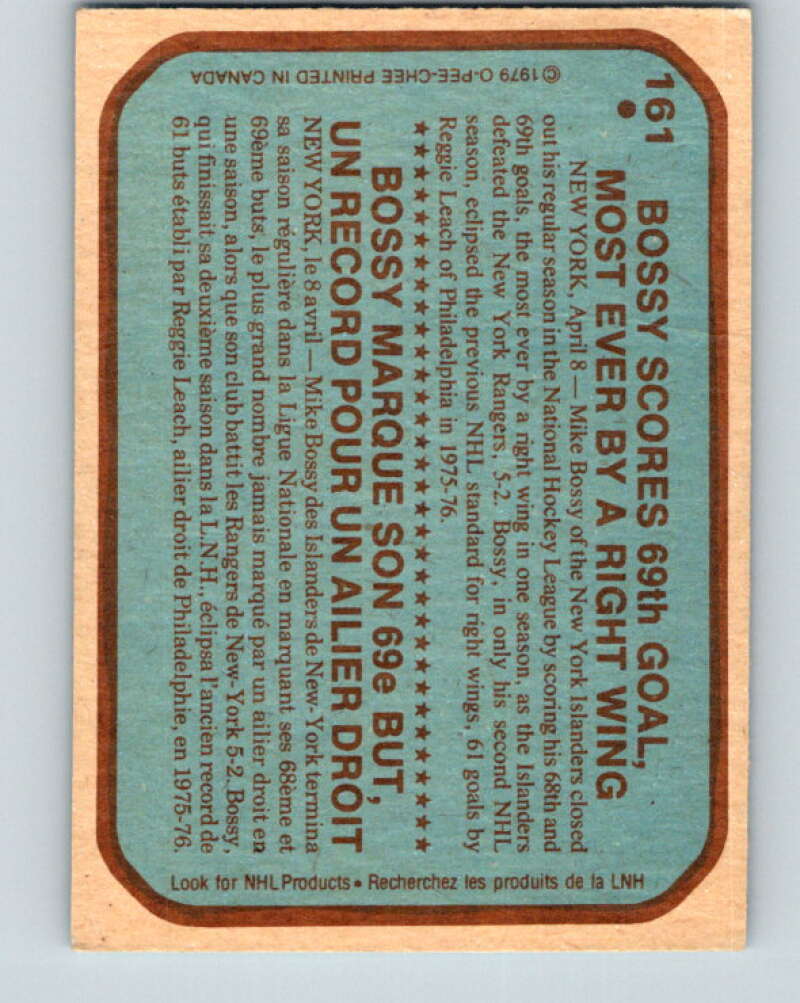 161
BOSSY SCORES 69th GOAL,
MOST EVER BY A RIGHT WING
NEW YORK, April 8 — Mike Bossy of the New York Islanders closed
out his regular season in the National Hockey League by scoring his 68th and
69th goals, the most ever by a right wing in one season, as the Islanders
defeated the New York Rangers, 5-2. Bossy, in only his second NHL
season, eclipsed the previous NHL standard for right wings, 61 goals by
Reggie Leach of Philadelphia in 1975-76.
BOSSY MARQUE SON 69e BUT,
UN RECORD POUR UN AILIER DROIT
NEW YORK, le 8 avril — Mike Bossy des Islanders de New-York termina
sa saison régulière dans la Ligue Nationale en marquant ses 68ème et
69ème buts, le plus grand nombre jamais marqué par un ailier droit en
une saison, alors que son club battit les Rangers de New-York 5-2. Bossy,
qui finissait sa deuxième saison dans la L.N.H., éclipsa l'ancien record de
61 buts établi par Reggie Leach, ailier droit de Philadelphie, en 1975-76.
© 1979 O-PEE-CHEE PRINTED IN CANADA
Look for NHL Products • Recherchez les produits de la LNH